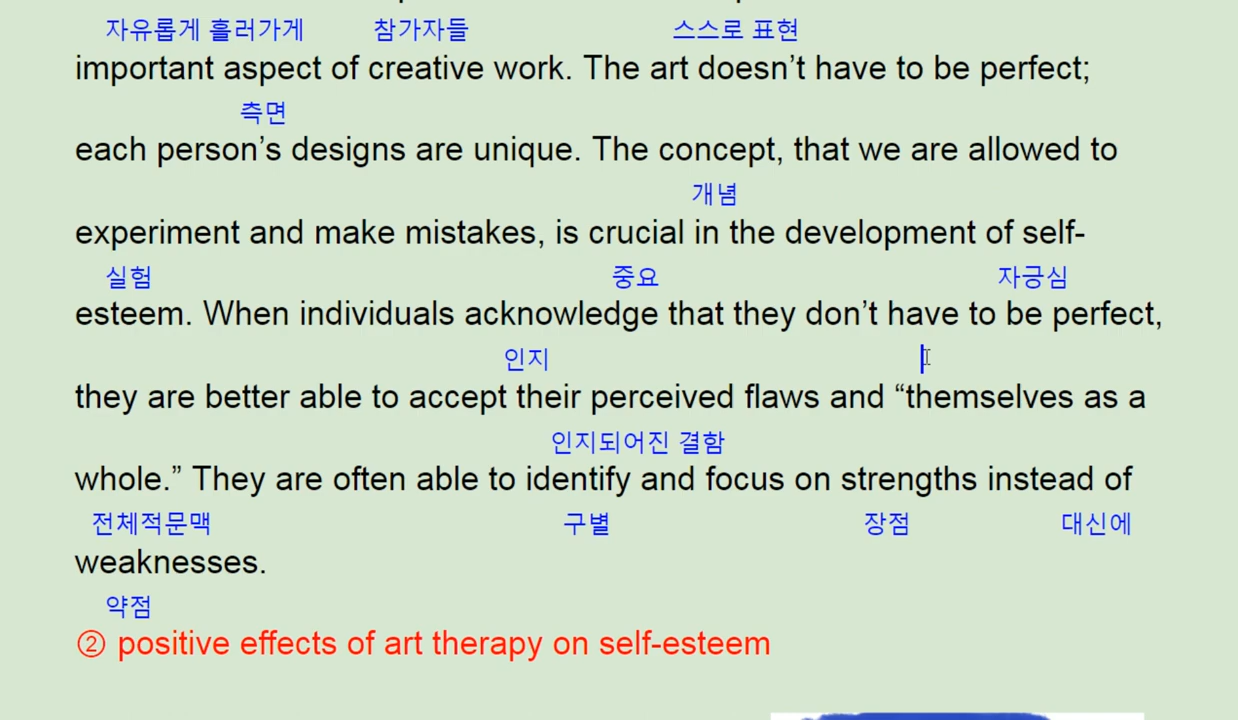 자유롭게 흘러가게 참가자들 스스로 표현
important aspect of creative work. The art doesn’t have to be perfect;
측면
each person’s designs are unique. The concept, that we are allowed to
개념
experiment and make mistakes, is crucial in the development of self-
실험 중요 자긍심
esteem. When individuals acknowledge that they don’t have to be perfect,
인지
they are better able to accept their perceived flaws and “themselves as a
인지되어진 결함
whole.” They are often able to identify and focus on strengths instead of
전체적문맥 구별 장점 대신에
weaknesses.
약점
② positive effects of art therapy on self-esteem